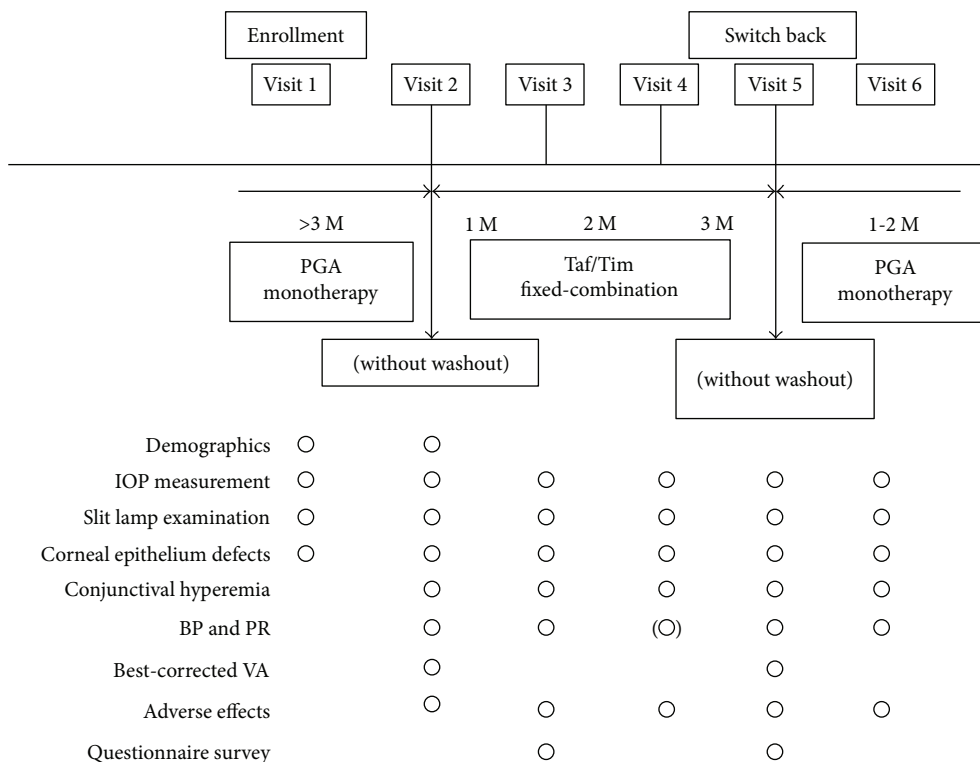 Enrollment
Switch back
Visit 1
Visit 2
Visit 3
Visit 4
Visit 5
Visit 6
>3 M
1 M
2 M
3 M
1-2 M
PGA
monotherapy
Taf/Tim
fixed-combination
PGA
monotherapy
(without washout)
(without washout)
Demographics
IOP measurement
Slit lamp examination
Corneal epithelium defects
Conjunctival hyperemia
BP and PR
( )
Best-corrected VA
Adverse effects
Questionnaire survey